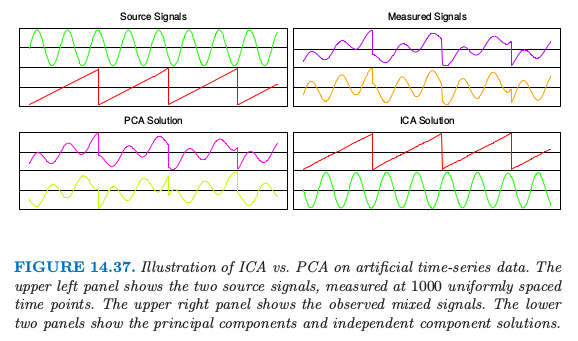 Source Signals
Measured Signals
PCA Solution
ICA Solution
FIGURE 14.37. Illustration of ICA vs. PCA on artificial time-series data. The
upper left panel shows the two source signals, measured at 1000 uniformly spaced
time points. The upper right panel shows the observed mixed signals. The lower
two panels show the principal components and independent component solutions.